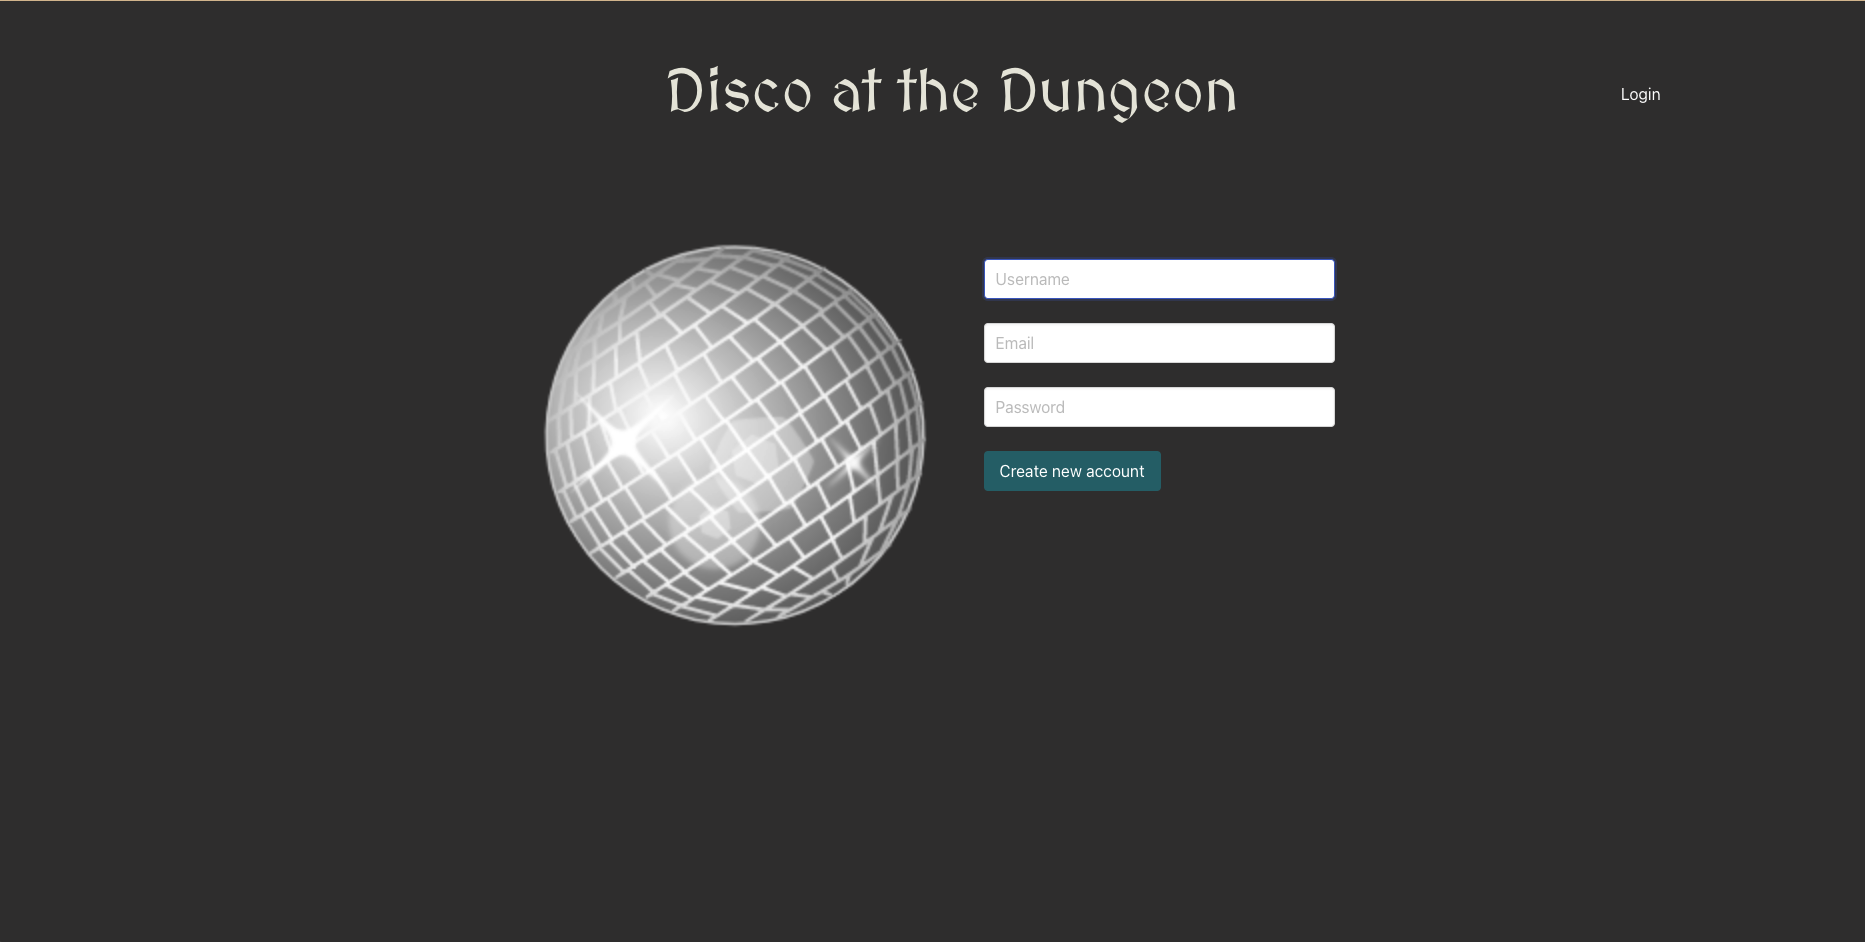 Disco at the Dungeon
Login
Username
Email
Password
Create new account